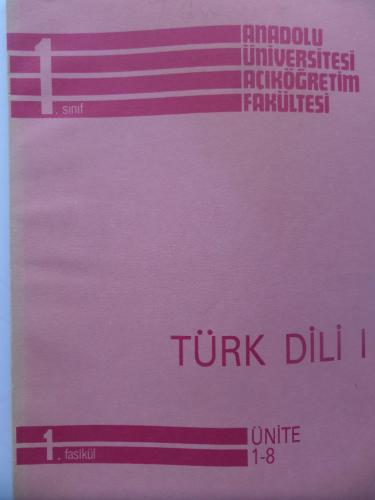 1. sınıf
ANADOLU
ÜNİVERSİTESİ
AÇIKÖĞRETİM
FAKÜLTESİ
TÜRK DİLİ I
1. fasikül
ÜNİTE
1-8